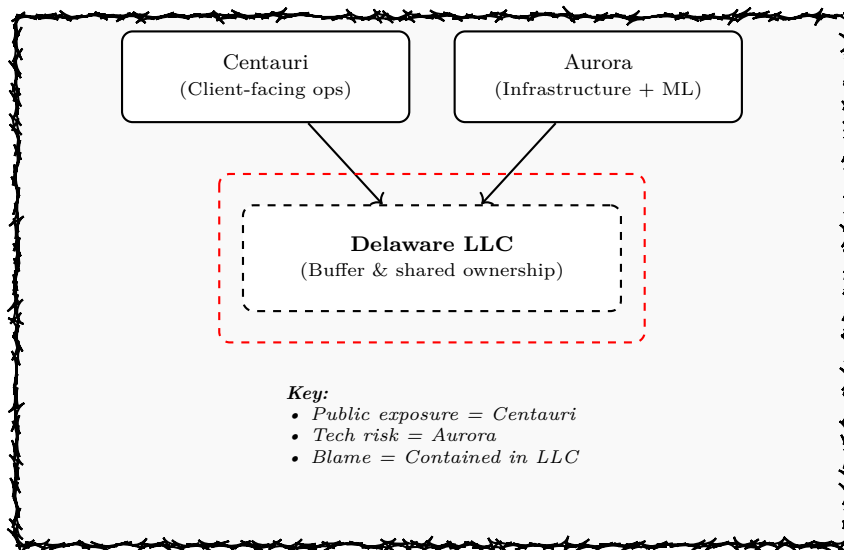 Centauri
(Client-facing ops)
Aurora
(Infrastructure + ML)
Delaware LLC
(Buffer & shared ownership)
Key:
• Public exposure = Centauri
• Tech risk = Aurora
• Blame = Contained in LLC